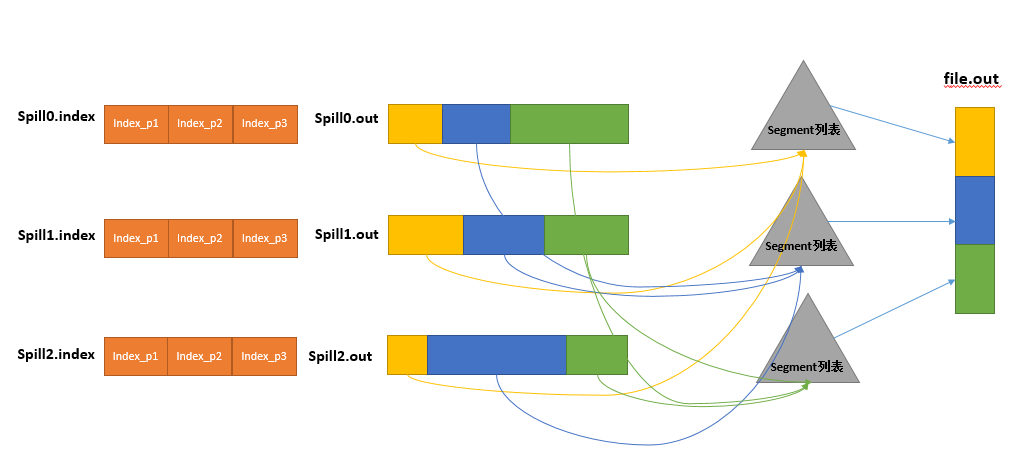 file.out
Spill0.index
Index_p1
Index_p2
Index_p3
Spill0.out
Segment列表
Spill1.index
Index_p1
Index_p2
Index_p3
Spill1.out
Segment列表
Spill2.index
Index_p1
Index_p2
Index_p3
Spill2.out
Segment列表